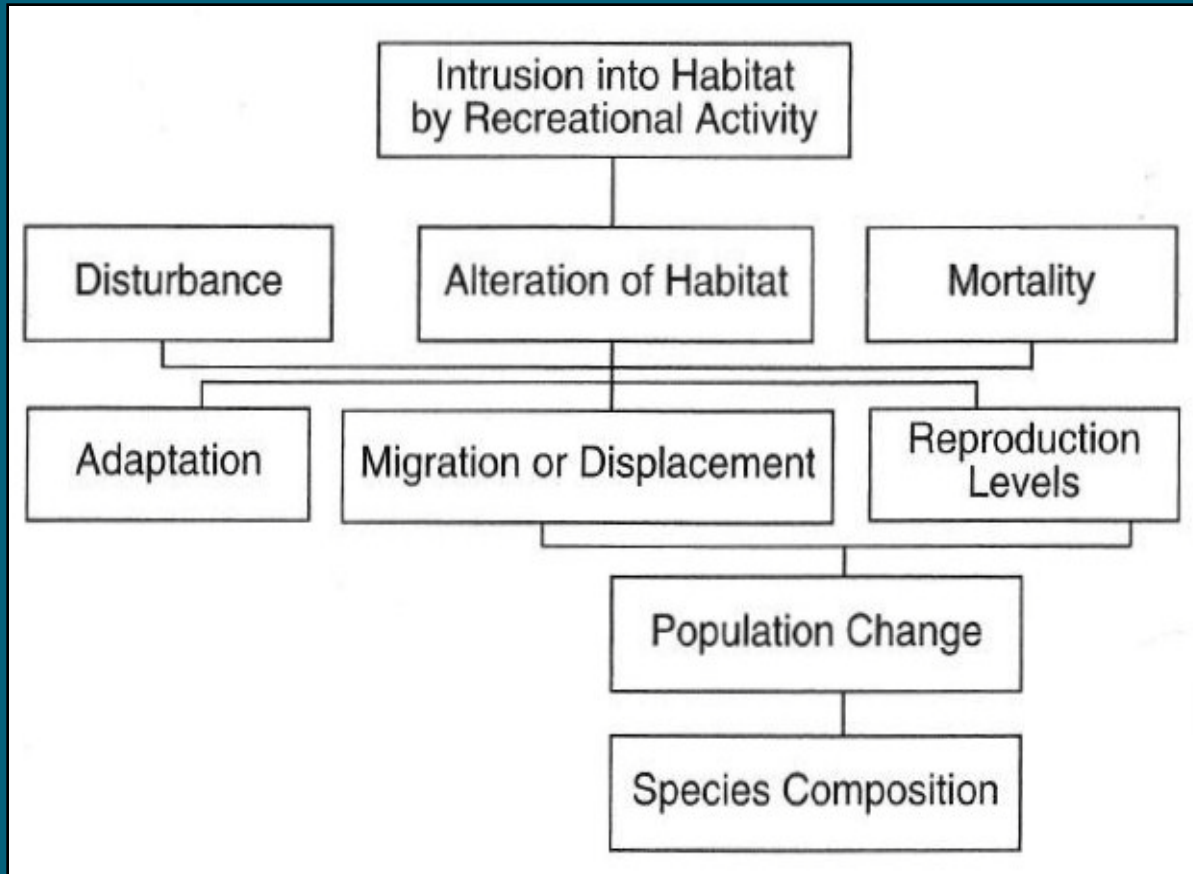 Intrusion into Habitat
by Recreational Activity
Disturbance
Alteration of Habitat
Mortality
Adaptation
Migration or Displacement
Reproduction
Levels
Population Change
Species Composition